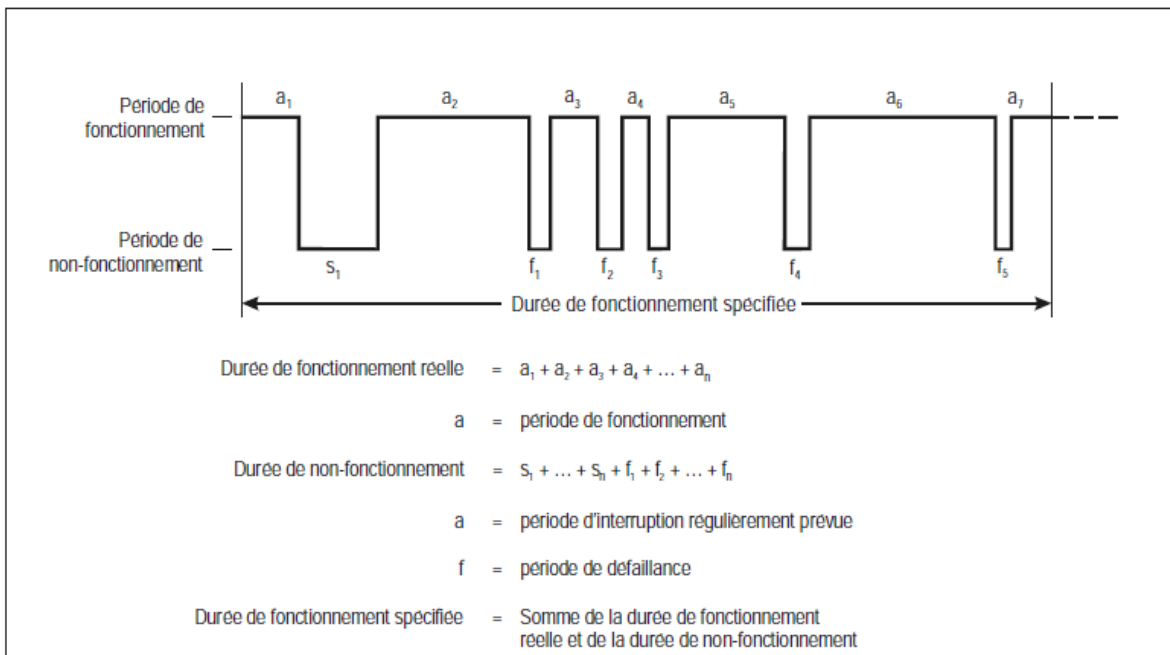 a₁ a₂ a₃ a₄ a₅ a₆ a₇
Période de
fonctionnement
Période de
non-fonctionnement
s₁ f₁ f₂ f₃ f₄ f₅
Durée de fonctionnement spécifiée
Durée de fonctionnement réelle = a₁ + a₂ + a₃ + a₄ + ... + aₙ
a = période de fonctionnement
Durée de non-fonctionnement = s₁ + ... + sₙ + f₁ + f₂ + ... + fₙ
a = période d'interruption régulièrement prévue
f = période de défaillance
Durée de fonctionnement spécifiée = Somme de la durée de fonctionnement
réelle et de la durée de non-fonctionnement